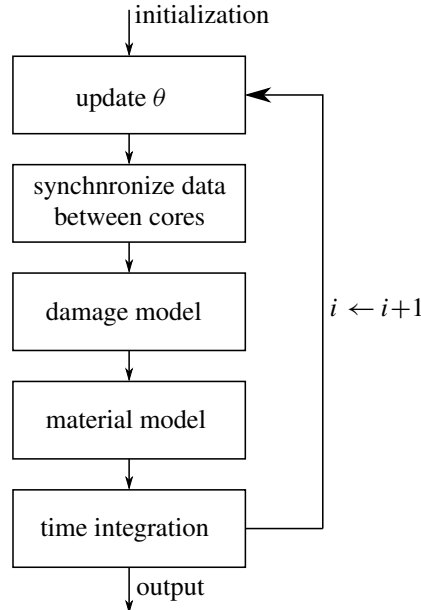 initialization
update θ
synchnronize data
between cores
damage model
i ← i+1
material model
time integration
output